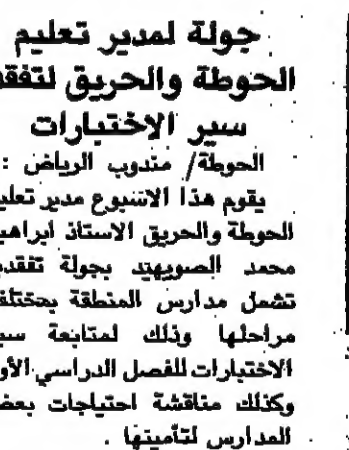 جولة لمدير تعليم
الحوطة والحريق لتفقد
سير الاختبارات
الحوطة/ مندوب الرياض :
يقوم هذا الاسبوع مدير تعليم
الحوطة والحريق الاستاذ ابراهيم
محمد الصويهيد بجولة تفقدية
تشمل مدارس المنطقة بمختلف
مراحلها وذلك لمتابعة سير
الاختبارات للفصل الدراسي الأول
وكذلك مناقشة احتياجات بعض
المدارس لتأمينها .